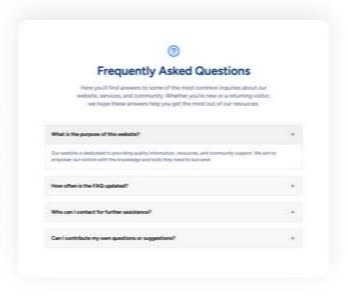 Frequently Asked Questions
Here you'll find answers to some of the most common inquiries about our
website, services, and community. Whether you're new or a returning visitor,
we hope these answers help you get the most out of our resources.
What is the purpose of this website?
Our website is dedicated to providing quality information, resources, and community support. We aim to
empower our visitors with the knowledge and tools they need to succeed.
How often is the FAQ updated?
Who can I contact for further assistance?
Can I contribute my own questions or suggestions?